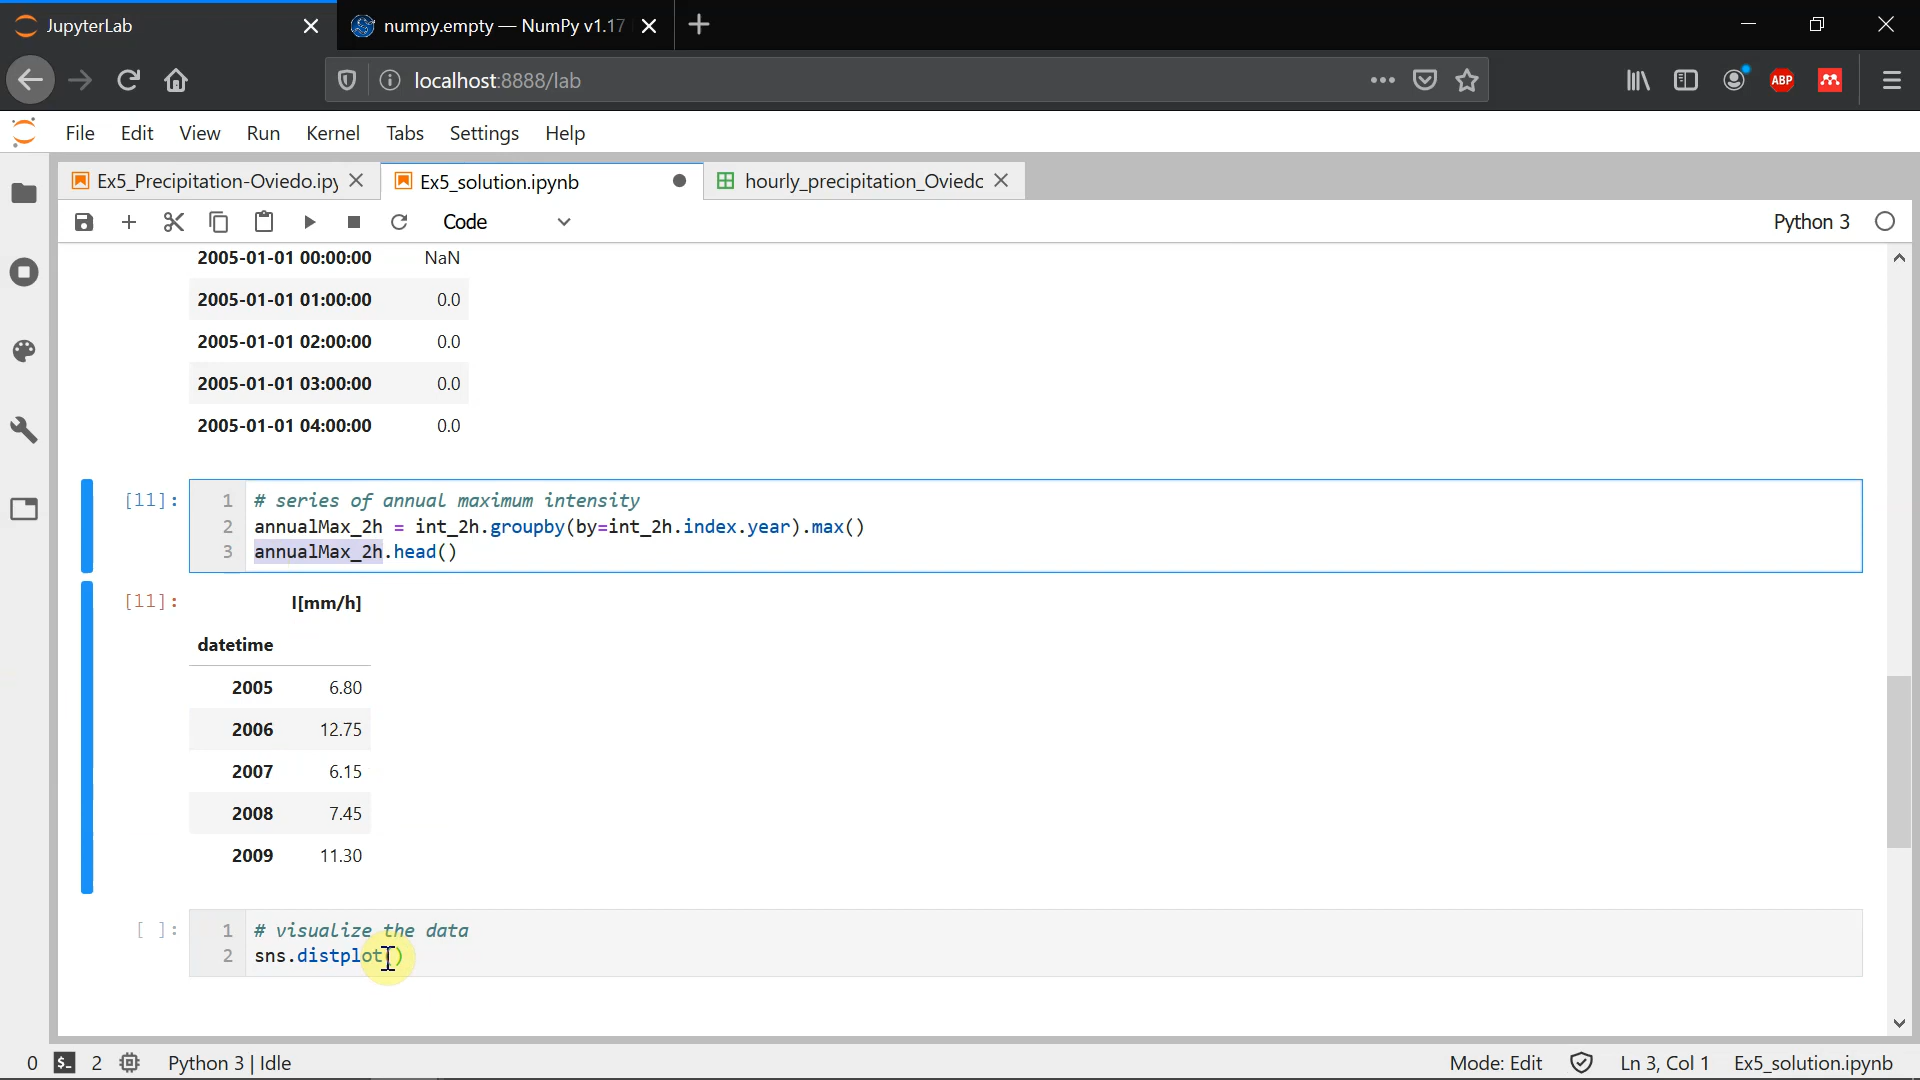 JupyterLab
numpy.empty — NumPy v1.17
localhost:8888/lab
ABP
File Edit View Run Kernel Tabs Settings Help
Ex5_Precipitation-Oviedo.ipy
Ex5_solution.ipynb
hourly_precipitation_Oviedo
Code
Python 3
2005-01-01 00:00:00 NaN
2005-01-01 01:00:00 0.0
2005-01-01 02:00:00 0.0
2005-01-01 03:00:00 0.0
2005-01-01 04:00:00 0.0
[11]: 1 # series of annual maximum intensity
2 annualMax_2h = int_2h.groupby(by=int_2h.index.year).max()
3 annualMax_2h.head()
[11]: I[mm/h]
datetime
2005 6.80
2006 12.75
2007 6.15
2008 7.45
2009 11.30
[ ]: 1 # visualize the data
2 sns.distplot()
0 2 Python 3 | Idle
Mode: Edit Ln 3, Col 1 Ex5_solution.ipynb